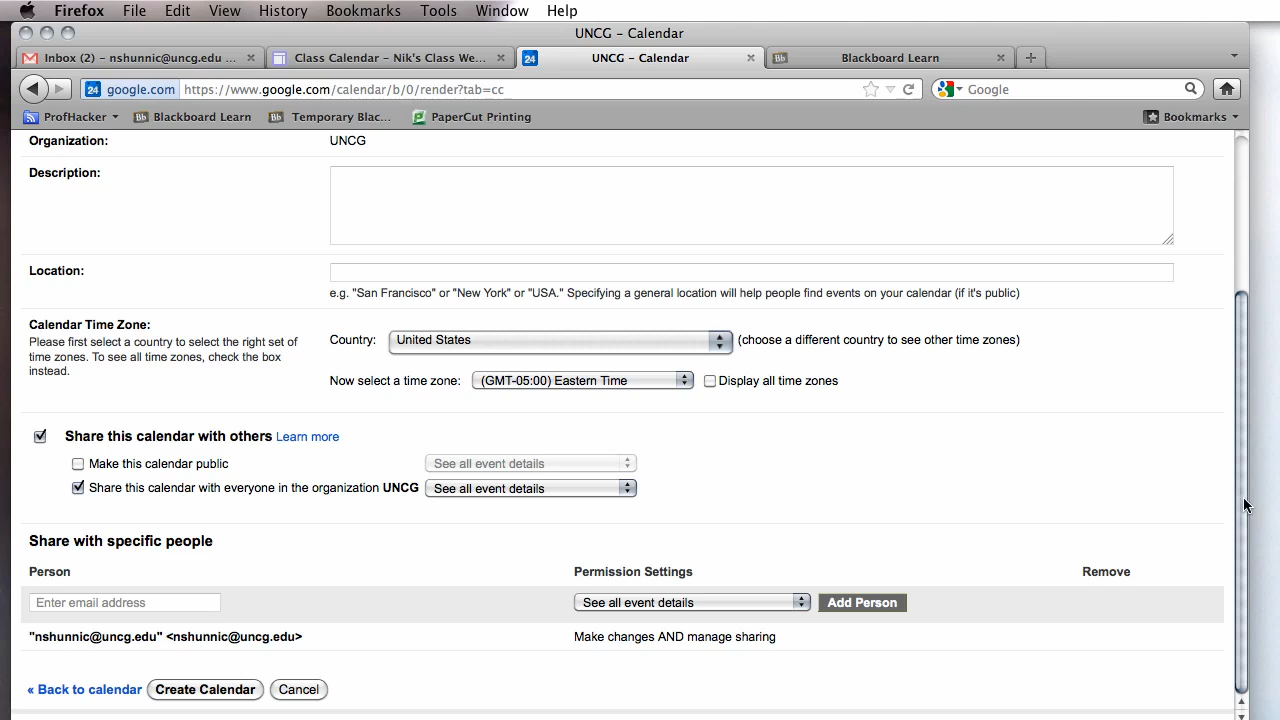 Firefox File Edit View History Bookmarks Tools Window Help
UNCG – Calendar
Inbox (2) – nshunnic@uncg.edu ... Class Calendar – Nik's Class We... 24 UNCG – Calendar Bb Blackboard Learn
24 google.com https://www.google.com/calendar/b/0/render?tab=cc Google
ProfHacker Bb Blackboard Learn Bb Temporary Blac... PaperCut Printing Bookmarks
Organization: UNCG
Description:
Location:
e.g. "San Francisco" or "New York" or "USA." Specifying a general location will help people find events on your calendar (if it's public)
Calendar Time Zone:
Please first select a country to select the right set of
time zones. To see all time zones, check the box
instead.
Country: United States (choose a different country to see other time zones)
Now select a time zone: (GMT-05:00) Eastern Time Display all time zones
Share this calendar with others Learn more
Make this calendar public See all event details
Share this calendar with everyone in the organization UNCG See all event details
Share with specific people
Person Permission Settings Remove
Enter email address See all event details Add Person
"nshunnic@uncg.edu" <nshunnic@uncg.edu> Make changes AND manage sharing
« Back to calendar Create Calendar Cancel